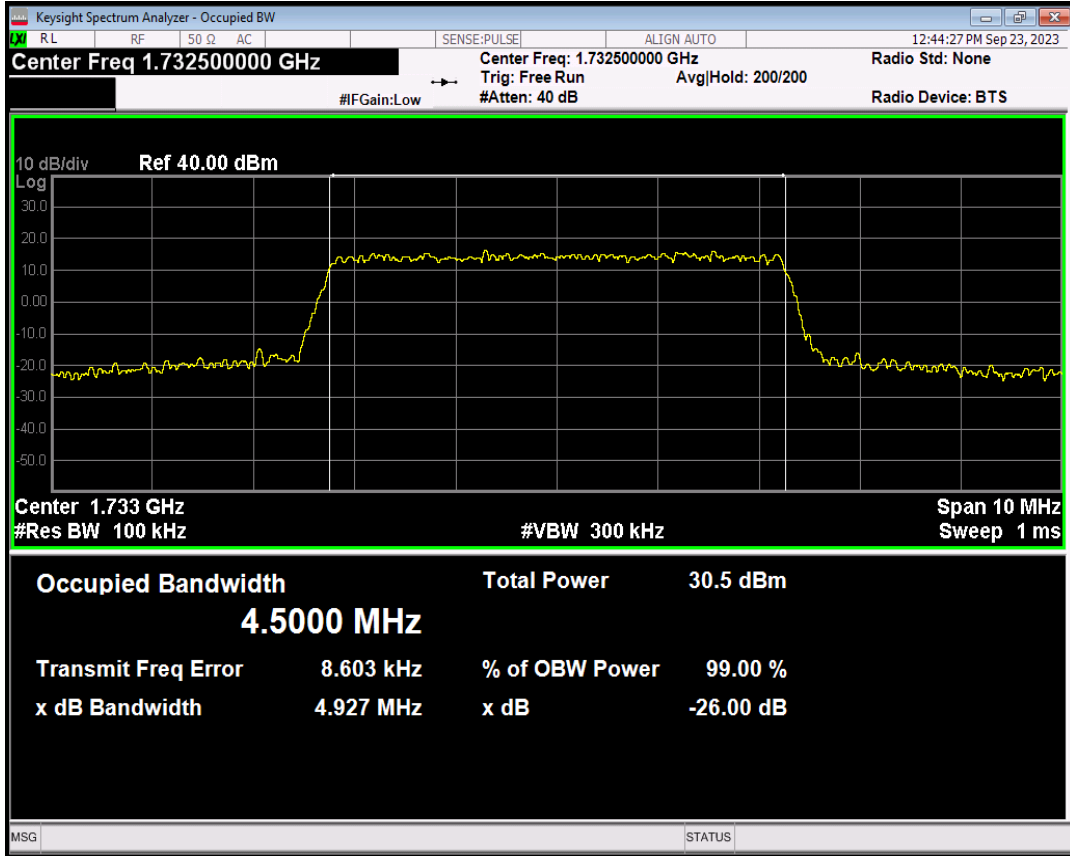 Keysight Spectrum Analyzer - Occupied BW
LXI RL RF 50 Ω AC SENSE:PULSE ALIGN AUTO 12:44:27 PM Sep 23, 2023
Center Freq 1.732500000 GHz Center Freq: 1.732500000 GHz Radio Std: None
Trig: Free Run Avg|Hold: 200/200
#IFGain:Low #Atten: 40 dB Radio Device: BTS
10 dB/div Ref 40.00 dBm
Log
30.0
20.0
10.0
0.00
-10.0
-20.0
-30.0
-40.0
-50.0
Center 1.733 GHz Span 10 MHz
#Res BW 100 kHz #VBW 300 kHz Sweep 1 ms
Occupied Bandwidth Total Power 30.5 dBm
4.5000 MHz
Transmit Freq Error 8.603 kHz % of OBW Power 99.00 %
x dB Bandwidth 4.927 MHz x dB -26.00 dB
MSG STATUS